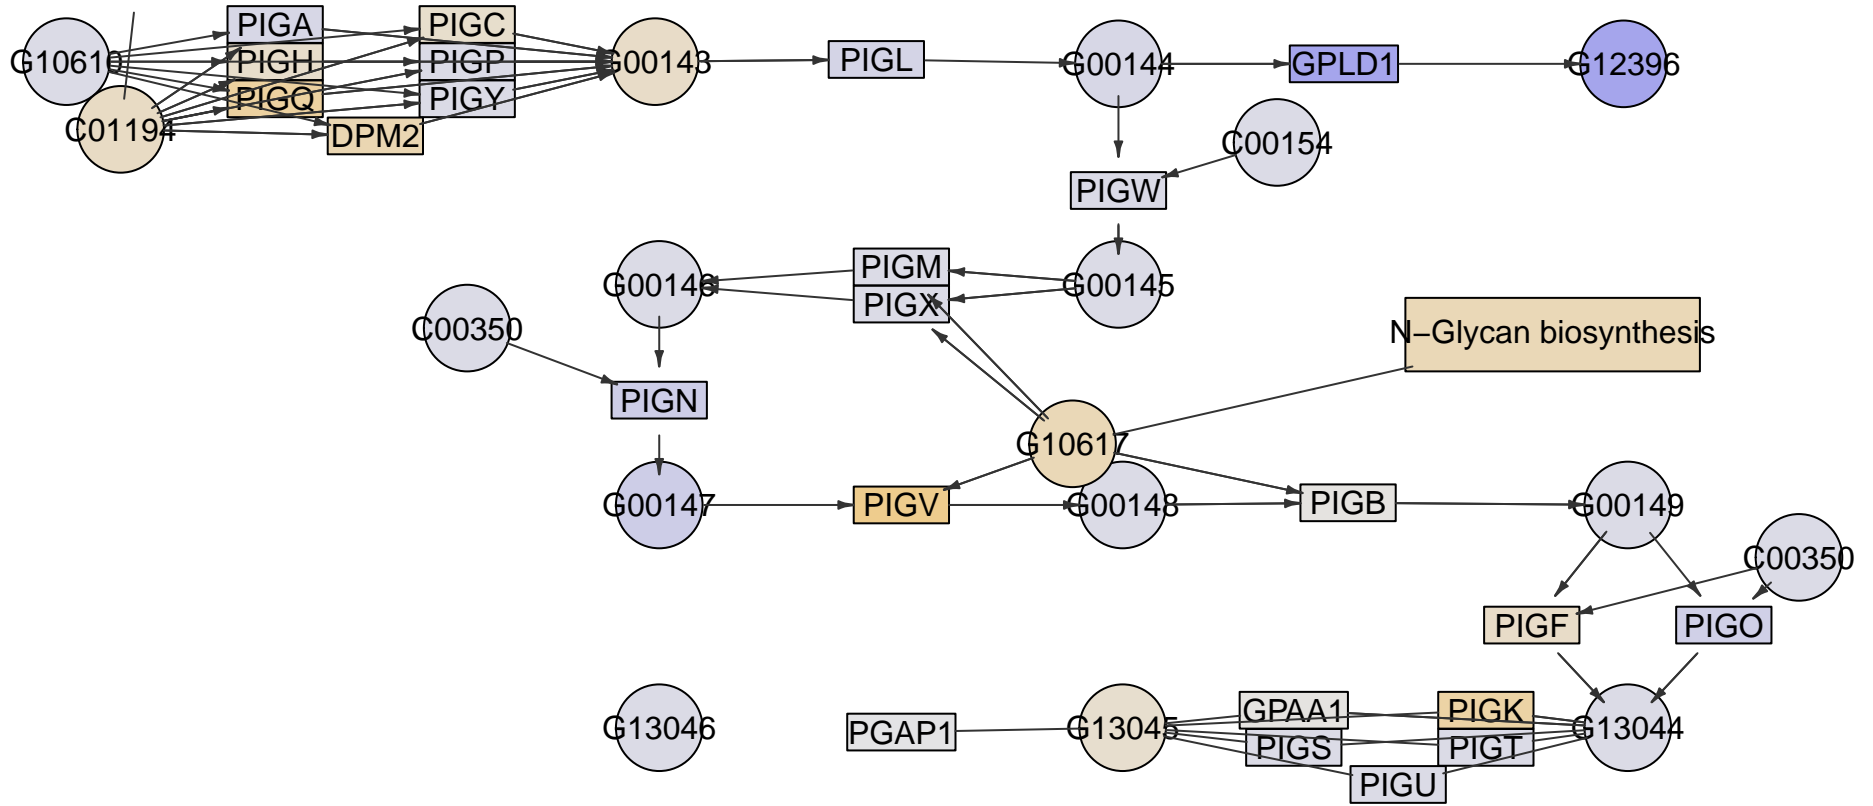 PIGA
PIGC
G10619
PIGH
PIGP
G00143
PIGL
G00144
GPLD1
G12396
PIGQ
PIGY
C01194
DPM2
C00154
PIGW
PIGM
G00146
G00145
PIGX
C00350
N−Glycan biosynthesis
PIGN
G10617
G00147
PIGV
G00148
PIGB
G00149
C00350
PIGF
PIGO
GPAA1
PIGK
G13046
PGAP1
G13045
G13044
PIGS
PIGT
PIGU